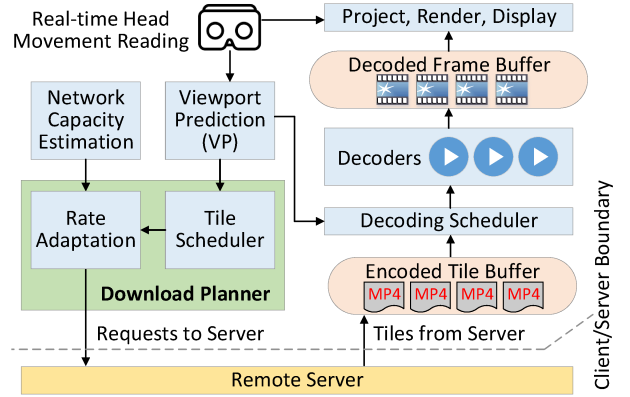 Real-time Head
Movement Reading
Project, Render, Display
Decoded Frame Buffer
Network
Capacity
Estimation
Viewport
Prediction
(VP)
Decoders
Rate
Adaptation
Tile
Scheduler
Download Planner
Decoding Scheduler
Encoded Tile Buffer
MP4 MP4 MP4 MP4
Requests to Server
Tiles from Server
Client/Server Boundary
Remote Server